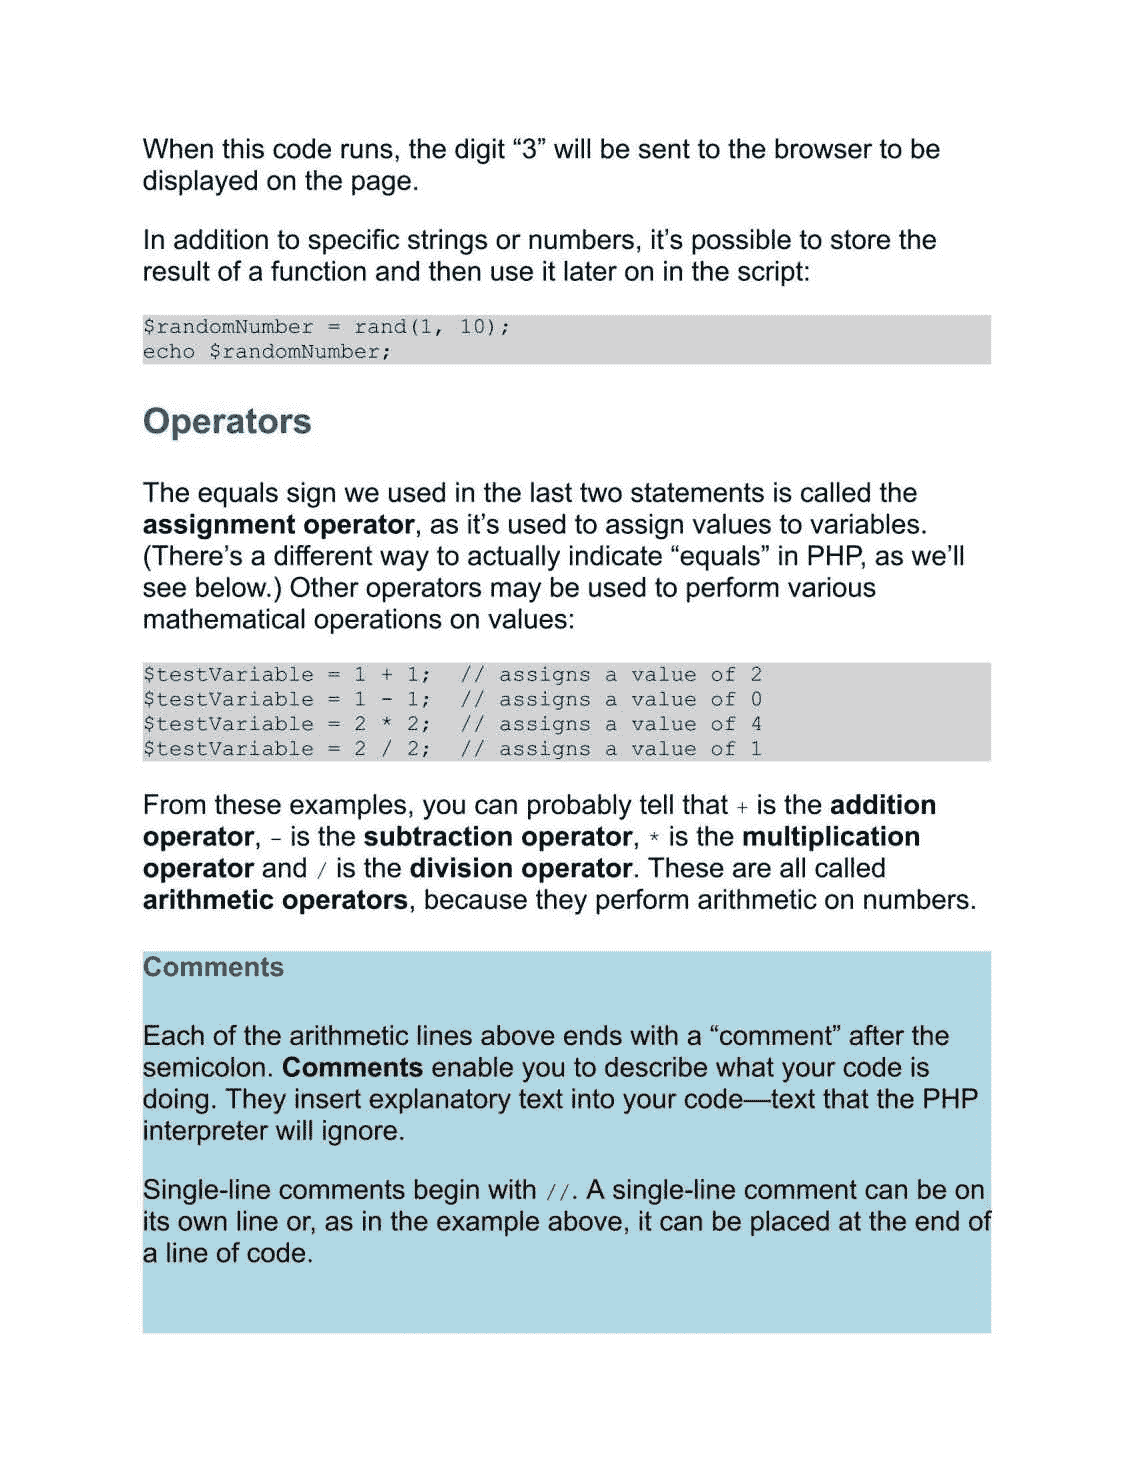 When this code runs, the digit “3” will be sent to the browser to be
displayed on the page.
In addition to specific strings or numbers, it’s possible to store the
result of a function and then use it later on in the script:
$randomNumber = rand(1, 10);
echo $randomNumber;
Operators
The equals sign we used in the last two statements is called the
assignment operator, as it’s used to assign values to variables.
(There’s a different way to actually indicate “equals” in PHP, as we’ll
see below.) Other operators may be used to perform various
mathematical operations on values:
$testVariable = 1 + 1;  // assigns a value of 2
$testVariable = 1 - 1;  // assigns a value of 0
$testVariable = 2 * 2;  // assigns a value of 4
$testVariable = 2 / 2;  // assigns a value of 1
From these examples, you can probably tell that + is the addition
operator, - is the subtraction operator, * is the multiplication
operator and / is the division operator. These are all called
arithmetic operators, because they perform arithmetic on numbers.
Comments
Each of the arithmetic lines above ends with a “comment” after the
semicolon. Comments enable you to describe what your code is
doing. They insert explanatory text into your code—text that the PHP
interpreter will ignore.
Single-line comments begin with //. A single-line comment can be on
its own line or, as in the example above, it can be placed at the end of
a line of code.